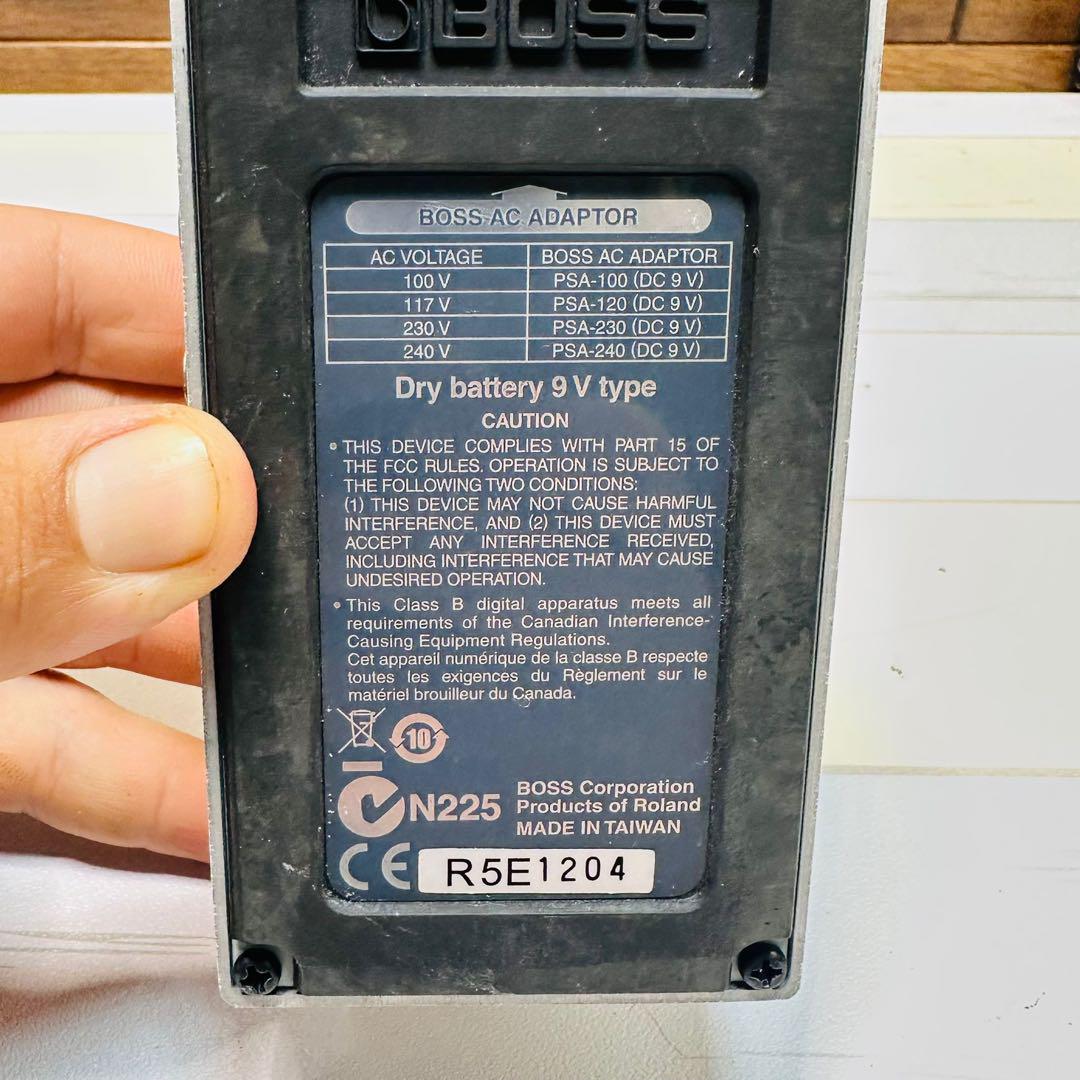 BOSS
BOSS AC ADAPTOR
AC VOLTAGE BOSS AC ADAPTOR
100 V PSA-100 (DC 9 V)
117 V PSA-120 (DC 9 V)
230 V PSA-230 (DC 9 V)
240 V PSA-240 (DC 9 V)
Dry battery 9 V type
CAUTION
• THIS DEVICE COMPLIES WITH PART 15 OF
THE FCC RULES. OPERATION IS SUBJECT TO
THE FOLLOWING TWO CONDITIONS:
(1) THIS DEVICE MAY NOT CAUSE HARMFUL
INTERFERENCE, AND (2) THIS DEVICE MUST
ACCEPT ANY INTERFERENCE RECEIVED,
INCLUDING INTERFERENCE THAT MAY CAUSE
UNDESIRED OPERATION.
• This Class B digital apparatus meets all
requirements of the Canadian Interference-
Causing Equipment Regulations.
Cet appareil numérique de la classe B respecte
toutes les exigences du Règlement sur le
matériel brouilleur du Canada.
10
N225
BOSS Corporation
Products of Roland
MADE IN TAIWAN
CE
R5E1204